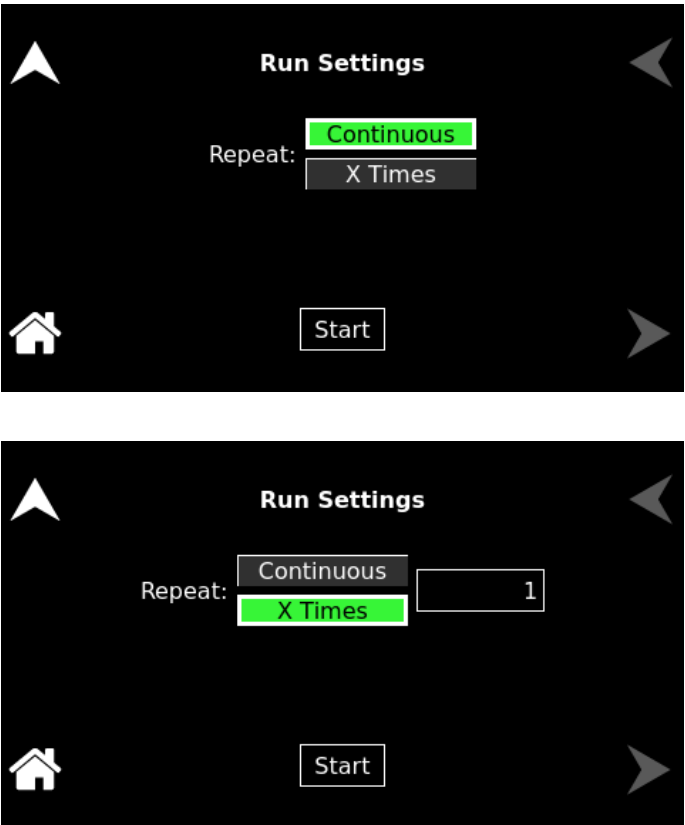 Run Settings
Repeat:
Continuous
X Times
Start
Run Settings
Repeat:
Continuous
X Times
1
Start